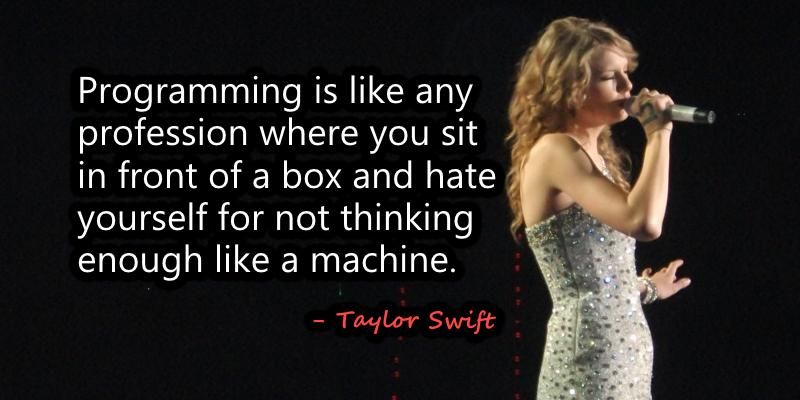 Programming is like any
profession where you sit
in front of a box and hate
yourself for not thinking
enough like a machine.
- Taylor Swift